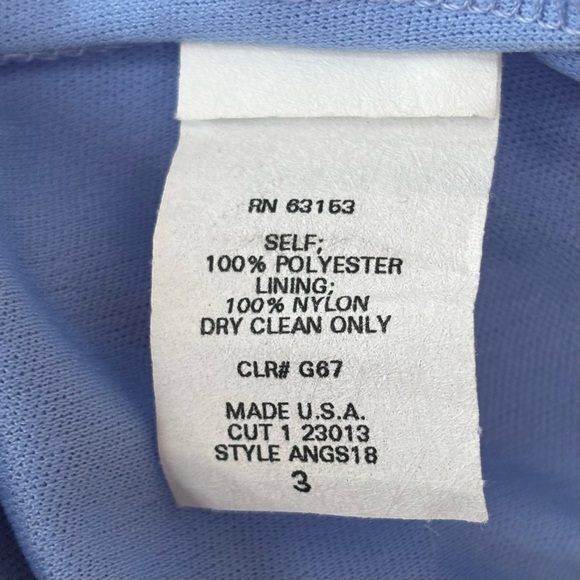 RN 63153
SELF;
100% POLYESTER
LINING;
100% NYLON
DRY CLEAN ONLY
CLR# G67
MADE U.S.A.
CUT 1 23013
STYLE ANGS18
3